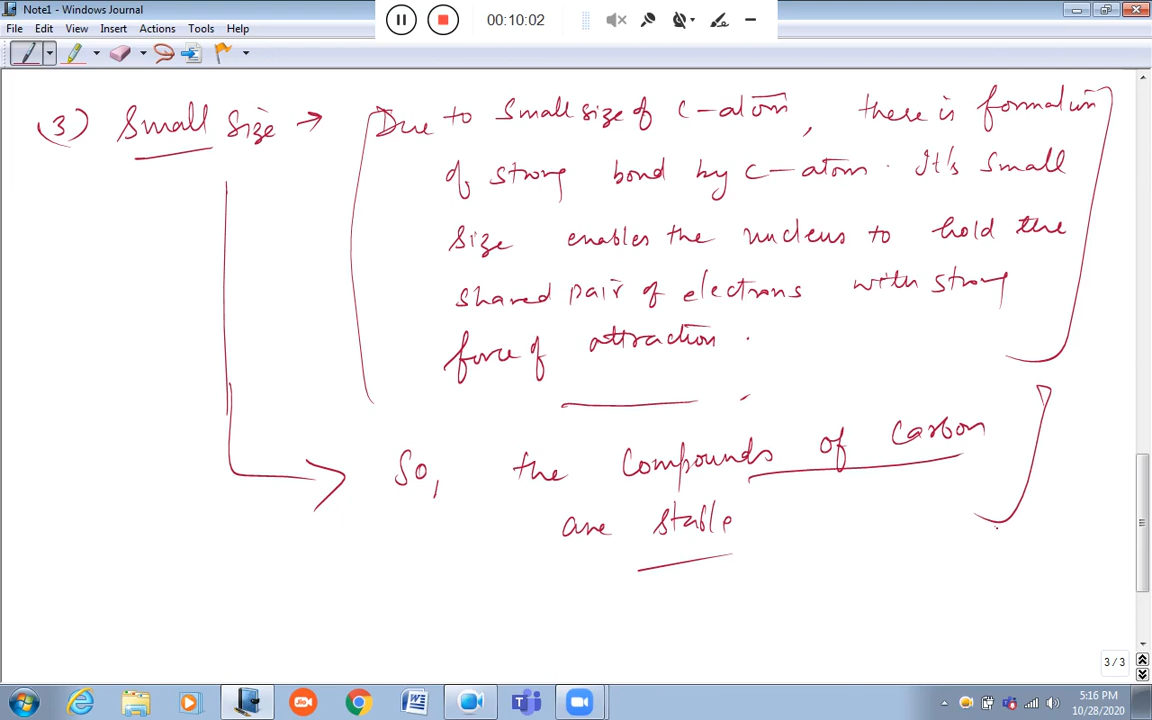 Note1 - Windows Journal
00:10:02
File Edit View Insert Actions Tools Help
(3) Small Size → Due to Small size of C-atom, there is formation
of strong bond by C-atom. It's small
size enables the nucleus to hold the
shared pair of electrons with strong
force of attraction.
So, the Compounds of Carbon
are stable
3 / 3
5:16 PM
10/28/2020